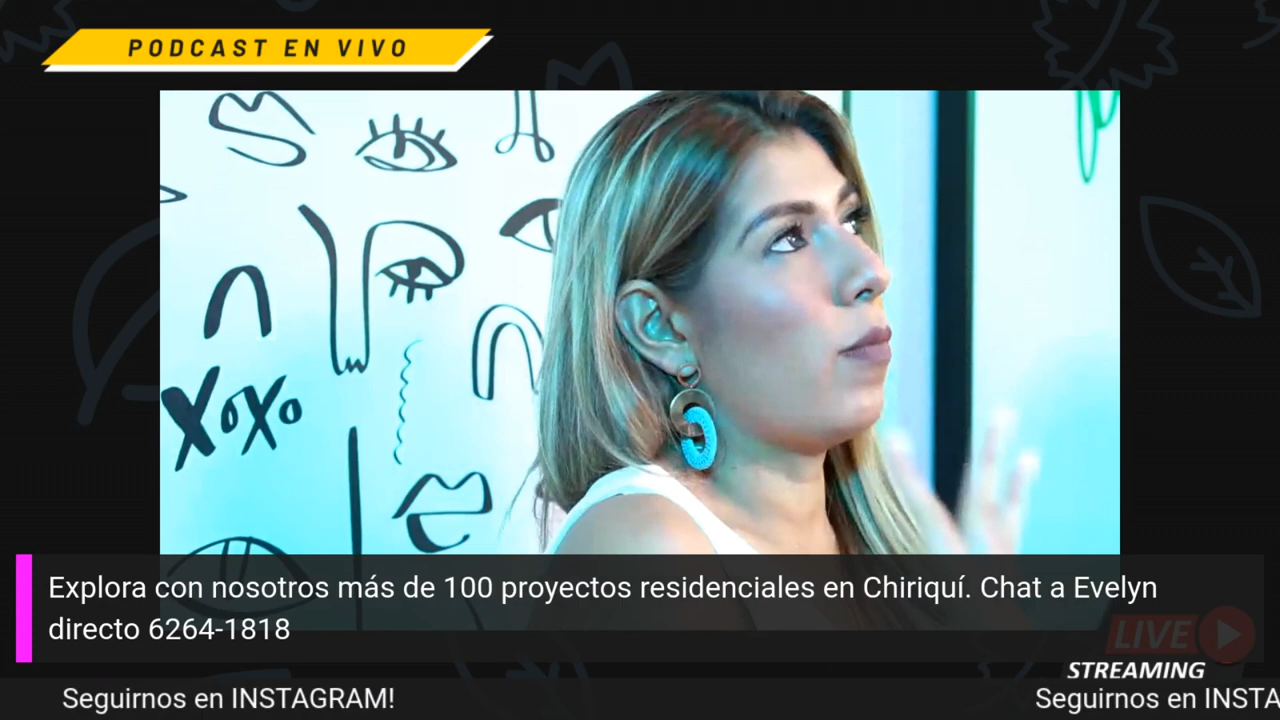 PODCAST EN VIVO
XoXo
Explora con nosotros más de 100 proyectos residenciales en Chiriquí. Chat a Evelyn
directo 6264-1818
LIVE
STREAMING
Seguirnos en INSTAGRAM!
Seguirnos en INSTA